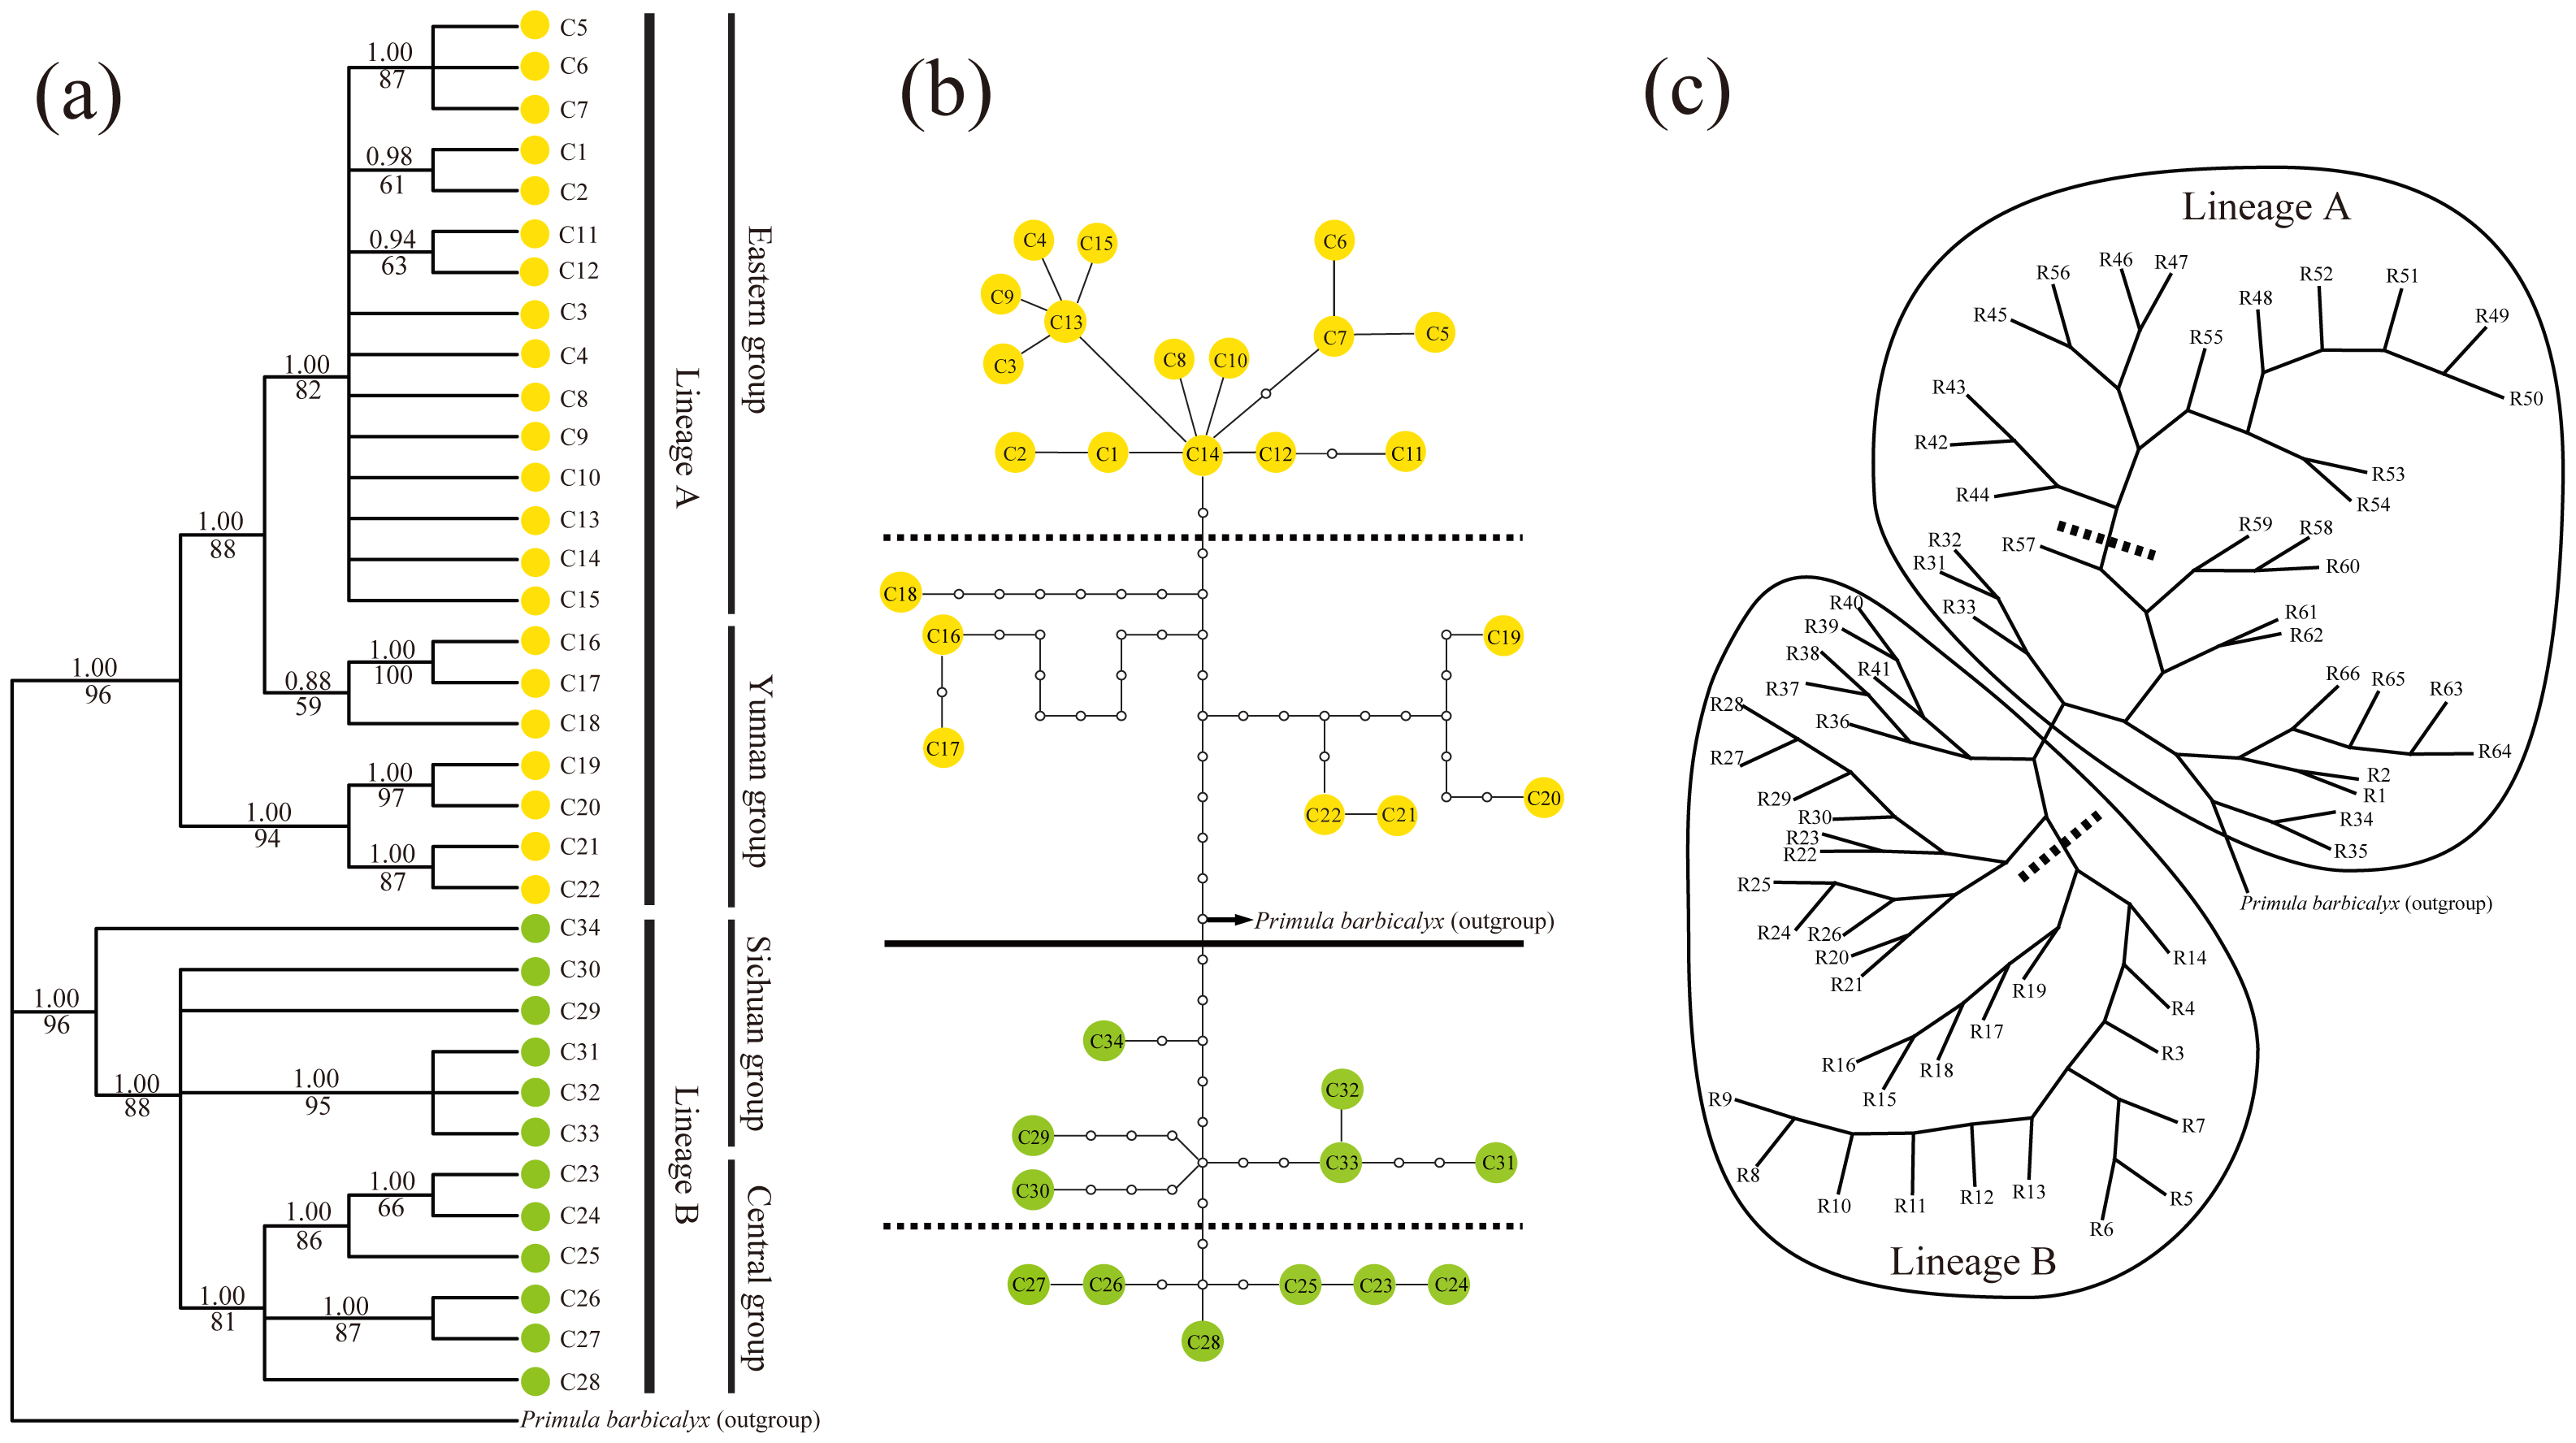 (a)
C5
1.00
C6
87
C7
C1
0.98
61
C2
C11
0.94
63
C12
C3
C4
1.00
82
C8
C9
C10
C13
1.00
88
C14
C15
C16
1.00
100
C17
0.88
59
C18
C19
1.00
97
C20
1.00
94
C21
1.00
87
C22
1.00
96
C34
C30
C29
1.00
96
C31
C32
1.00
95
C33
1.00
88
C23
1.00
66
C24
1.00
86
C25
C26
1.00
87
C27
1.00
81
C28
Primula barbicalyx (outgroup)
Lineage A
Lineage B
Eastern group
Yunnan group
Sichuan group
Central group
(b)
C4
C15
C6
C9
C13
C7
C5
C3
C8
C10
C2
C1
C14
C12
C11
C18
C16
C19
C17
C22
C21
C20
Primula barbicalyx (outgroup)
C34
C32
C29
C33
C31
C30
C27
C26
C25
C23
C24
C28
(c)
Lineage A
R46
R47
R56
R52
R51
R48
R45
R49
R55
R43
R50
R42
R53
R44
R54
R59
R58
R32
R57
R31
R60
R33
R40
R61
R39
R62
R38
R41
R66
R65
R63
R37
R28
R36
R64
R27
R2
R1
R29
R30
R34
R23
R22
R35
R25
Primula barbicalyx (outgroup)
R24
R26
R20
R14
R21
R19
R4
R17
R3
R16
R18
R15
R9
R7
R8
R10
R11
R12
R13
R5
R6
Lineage B